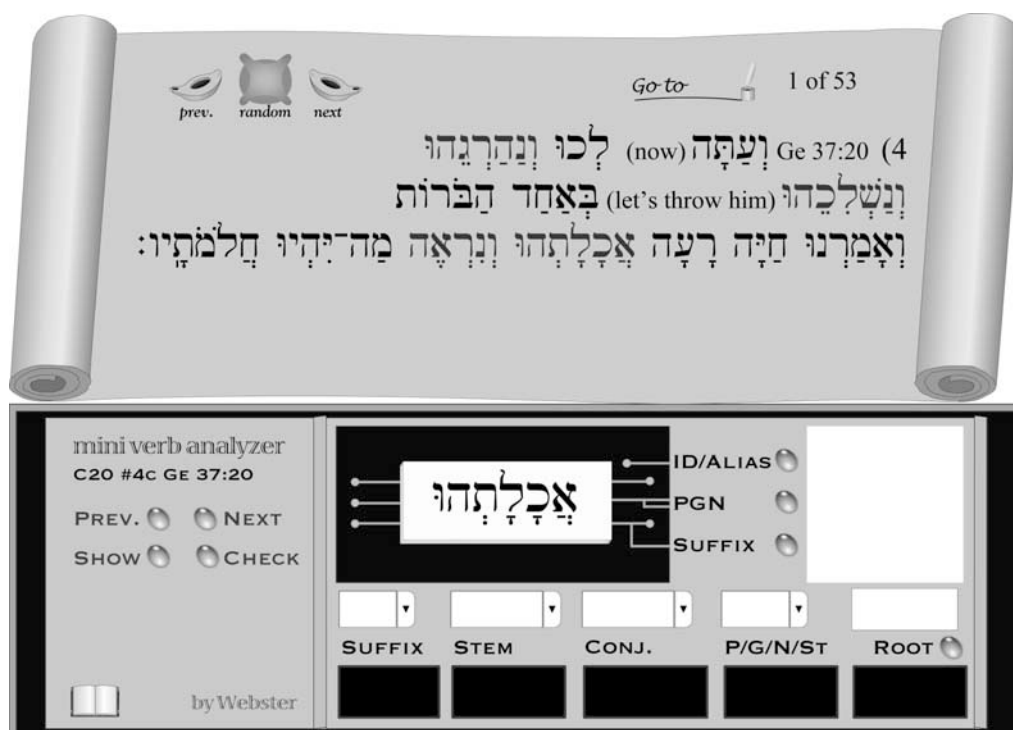 prev. random next Go to 1 of 53
4) Ge 37:20 וְעַתָּה (now) לְכוּ וְנַהַרְגֵהוּ
וְנַשְׁלִכֵהוּ (let's throw him) בְּאַחַד הַבֹּרוֹת
וְאָמַרְנוּ חַיָּה רָעָה אֲכָלָתְהוּ וְנִרְאֶה מַה־יִּהְיוּ חֲלֹמֹתָיו׃
mini verb analyzer
C20 #4c Ge 37:20
Prev. Next
Show Check
by Webster
אֲכָלָתְהוּ
ID/Alias
PGN
Suffix
Suffix Stem Conj. P/G/N/St Root